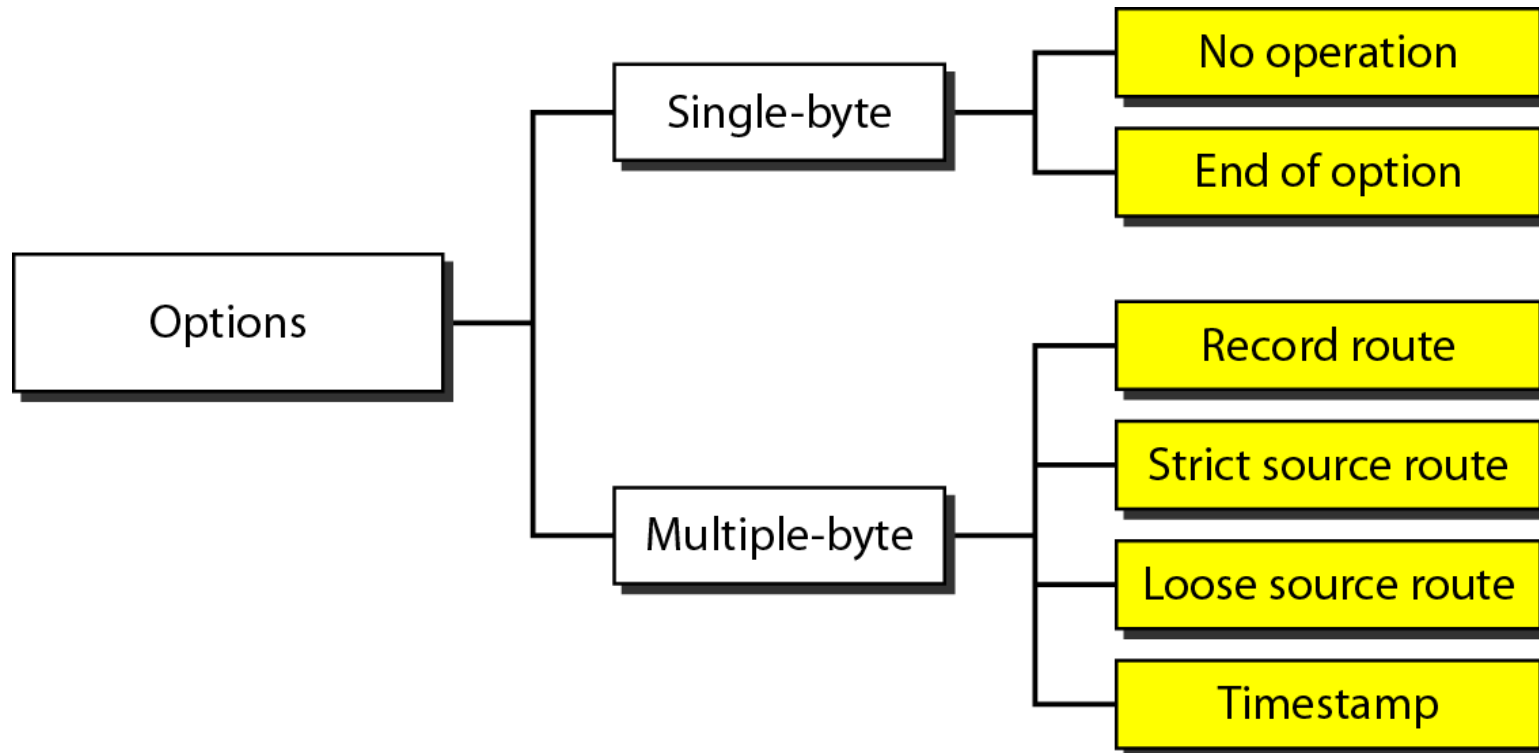 Options
Single-byte
No operation
End of option
Multiple-byte
Record route
Strict source route
Loose source route
Timestamp